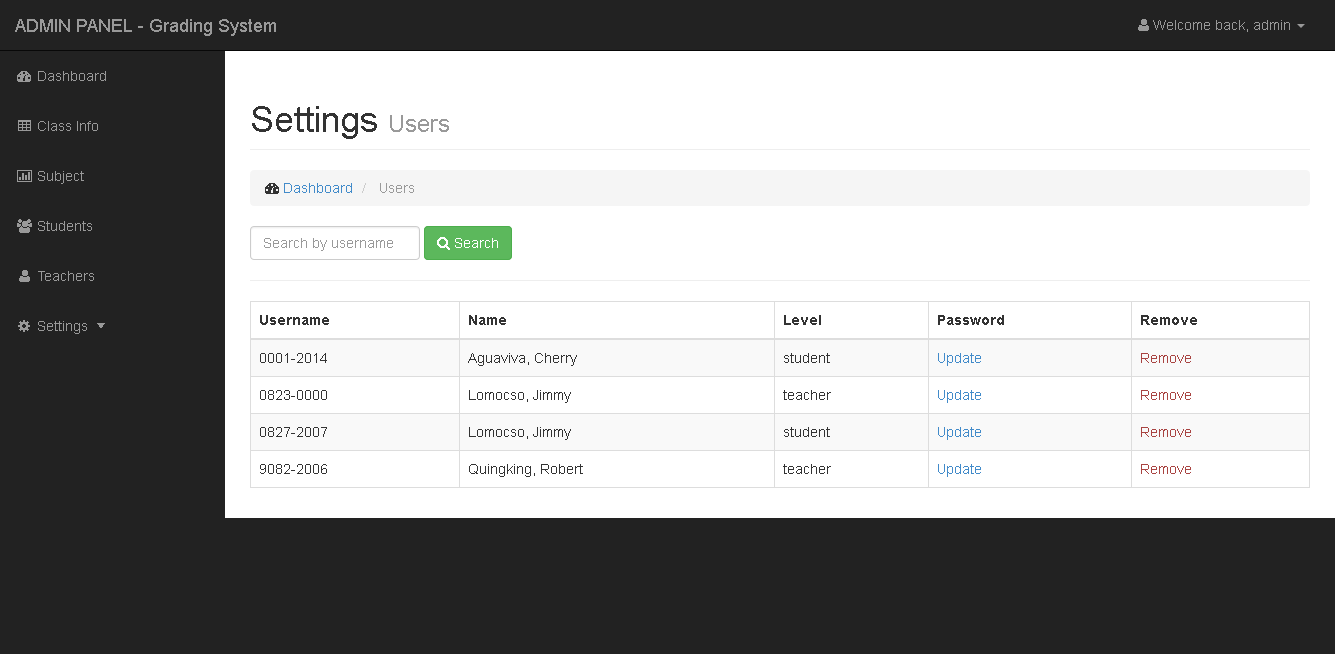 ADMIN PANEL - Grading System
Welcome back, admin
Dashboard
Class Info
Subject
Students
Teachers
Settings
Settings Users
Dashboard / Users
Search by username Search
Username Name Level Password Remove
0001-2014 Aguaviva, Cherry student Update Remove
0823-0000 Lomocso, Jimmy teacher Update Remove
0827-2007 Lomocso, Jimmy student Update Remove
9082-2006 Quingking, Robert teacher Update Remove